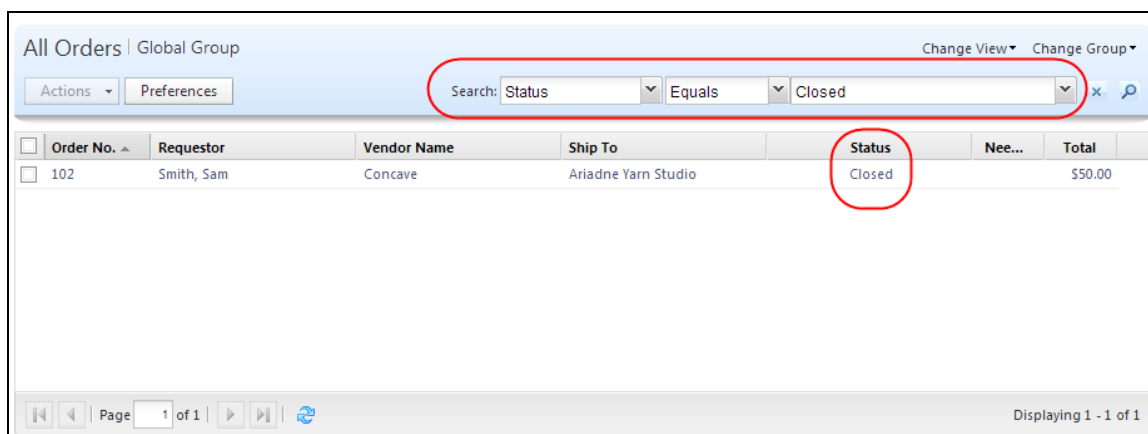 All Orders | Global Group
Change View Change Group
Actions Preferences Search: Status Equals Closed
Order No. Requestor Vendor Name Ship To Status Nee... Total
102 Smith, Sam Concave Ariadne Yarn Studio Closed $50.00
Page 1 of 1 Displaying 1 - 1 of 1